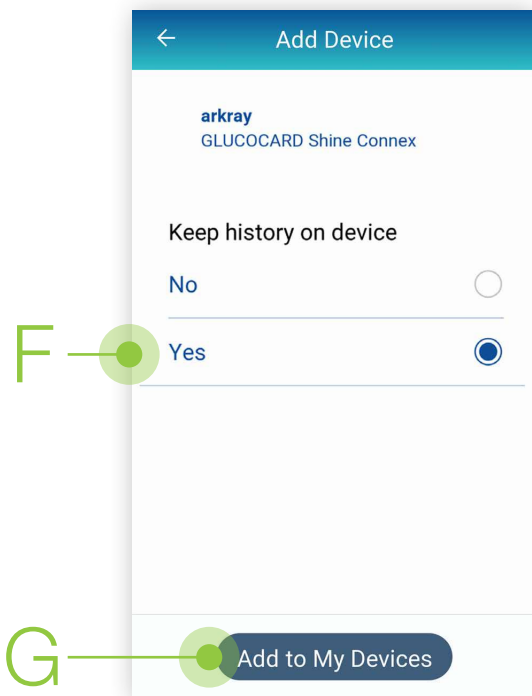 Add Device
arkray
GLUCOCARD Shine Connex
Keep history on device
No
F
Yes
G
Add to My Devices